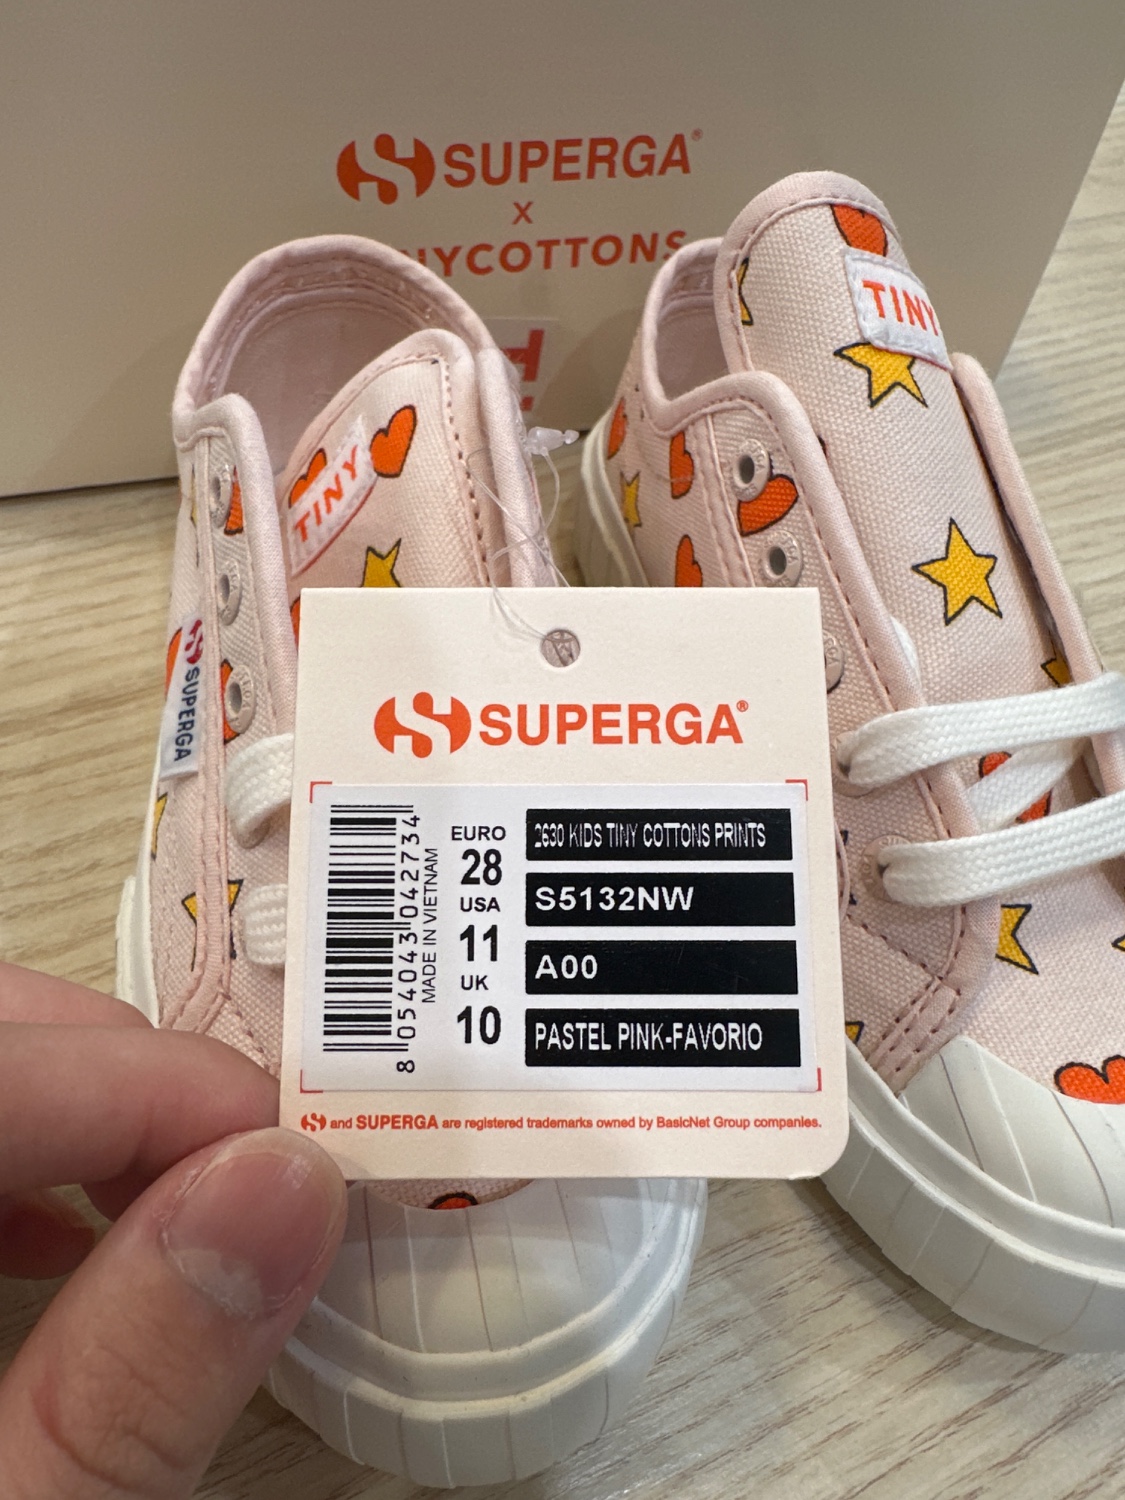 SUPERGA®
X
NYCOTTONS
TINY
TINY
SUPERGA
SUPERGA®
8 054043 042734
MADE IN VIETNAM
EURO
28
USA
11
UK
10
2630 KIDS TINY COTTONS PRINTS
S5132NW
A00
PASTEL PINK-FAVORIO
and SUPERGA are registered trademarks owned by BasicNet Group companies.